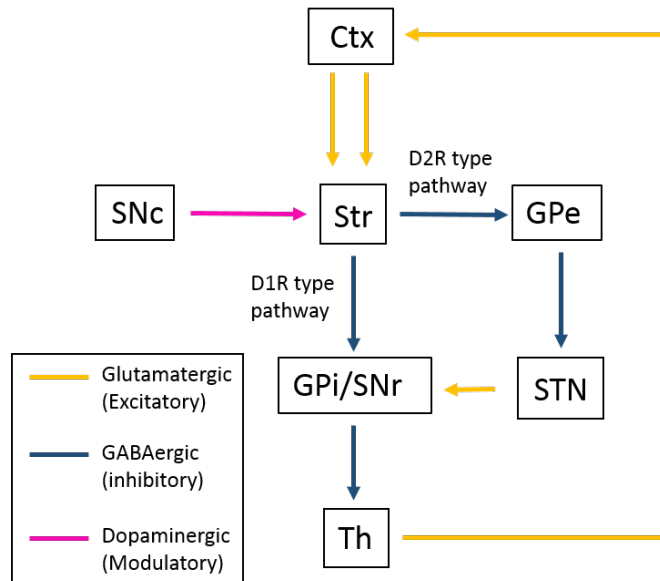 Ctx
D2R type
pathway
SNc
Str
GPe
D1R type
pathway
GPi/SNr
STN
Th
Glutamatergic
(Excitatory)
GABAergic
(inhibitory)
Dopaminergic
(Modulatory)